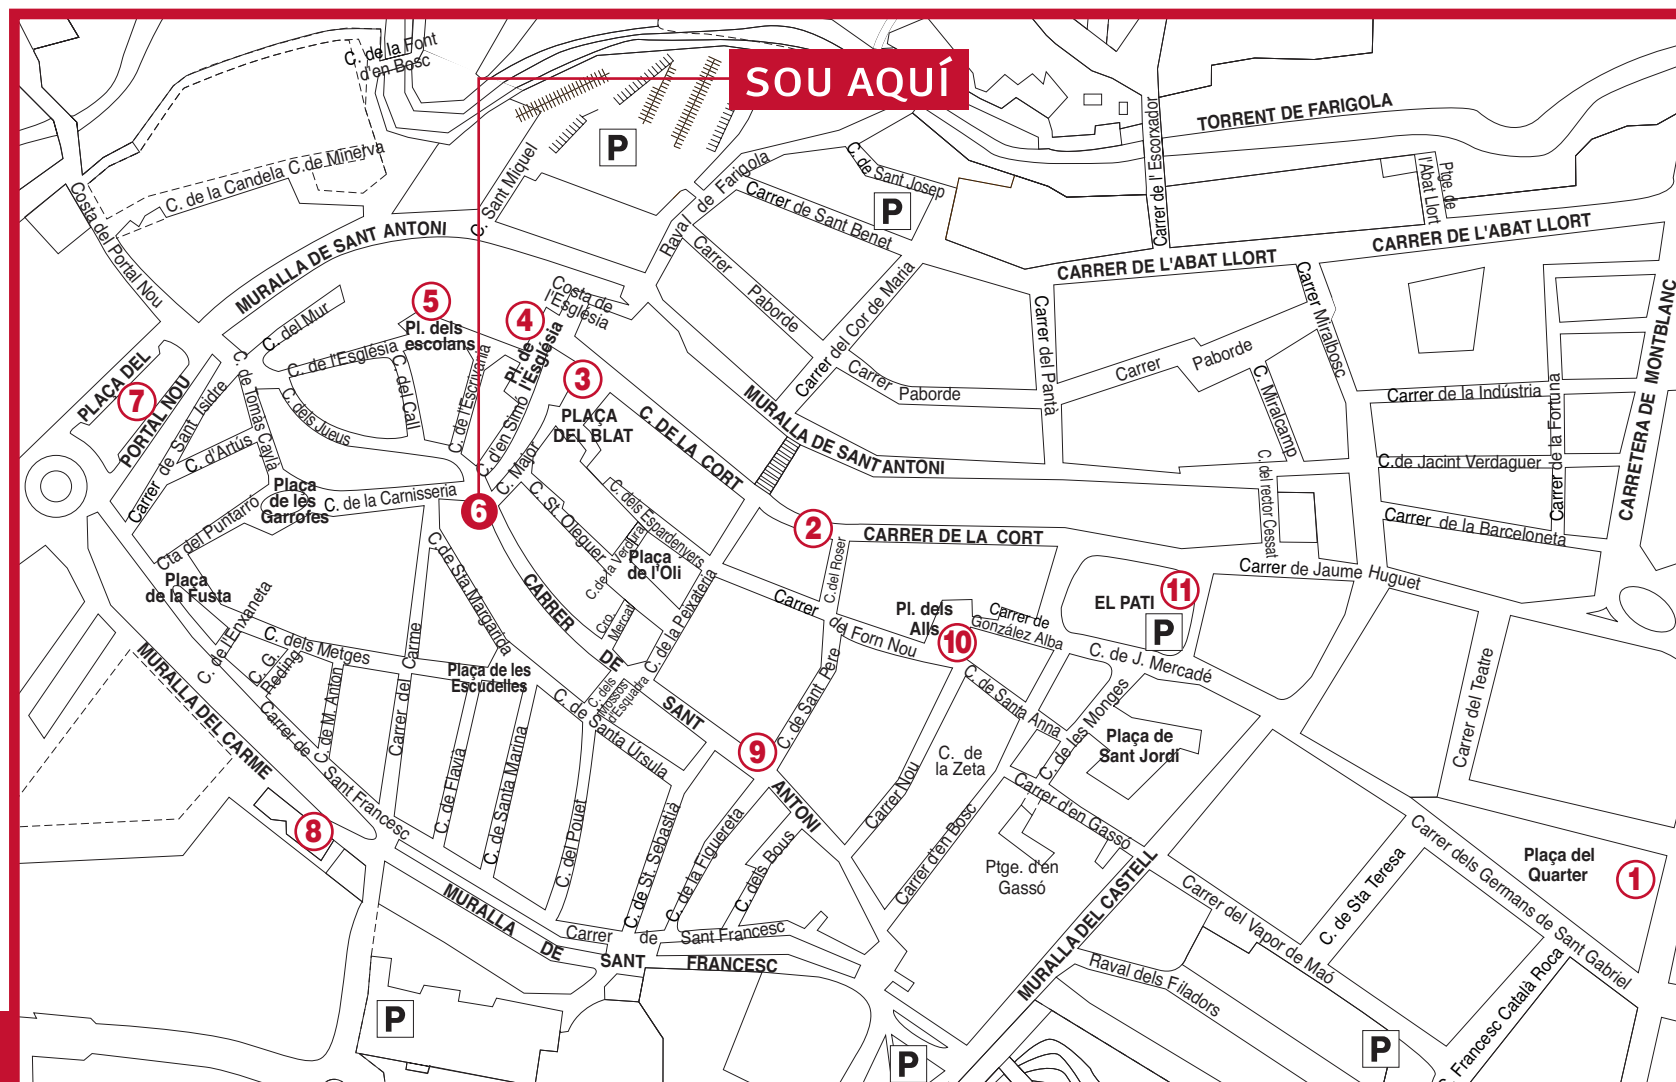 SOU AQUÍ
C. de la Font
d'en Bosc
C. de la Candela
C. de Minerva
Costa del Portal Nou
C. Sant Miquel
P
Raval de Farigola
C. de Sant Josep
P
Carrer de Sant Benet
TORRENT DE FARIGOLA
Carrer de l' Escorxador
Ptge. de
l'Abat Llort
CARRER DE L'ABAT LLORT
CARRER DE L'ABAT LLORT
MURALLA DE SANT ANTONI
C. del Mur
5
Pl. dels
escolans
4
Costa de
l'Església
Pl. de
l'Església
C. de l'Església
C. de l'Escrivania
C. d'en Simó
3
PLAÇA
DEL BLAT
C. DE LA CORT
Carrer Paborde
Carrer del Cor de Maria
Carrer Paborde
Carrer del Pantà
Carrer Paborde
Carrer Miralbosc
C. Miralcamp
Carrer de la Indústria
C.de Jacint Verdaguer
Carrer de la Fortuna
Carrer de la Barceloneta
CARRETERA DE MONTBLANC
PLAÇA DEL
PORTAL NOU
7
Carrer de Sant Isidre
C. de Tomàs Caylà
C. dels Jueus
C. del Call
C. d'Artús
Plaça
de les
Garrofes
C. de la Carnisseria
Cta del Puntarró
6
C. Major
C. St. Oleguer
C. dels Espardenyers
C. de la Verdura
Plaça
de l'Oli
MURALLA DE SANT ANTONI
2
CARRER DE LA CORT
C. del Roser
C. del rector Cessat
Carrer de Jaume Huguet
Plaça
de la Fusta
C. de l'Enxaneta
C. dels Metges
C. G.
Reding
C. de M. Anton
Carrer del Carme
C. de Sta Margarida
Plaça de les
Escudelles
CARRER DE SANT ANTONI
Cró.
Mercat
C. de la Peixateria
C. dels
Mossos
d'Esquadra
C. de Santa Úrsula
Carrer del Forn Nou
C. de Sant Pere
Pl. dels
Alls
10
Carrer de
González Alba
EL PATI
11
P
C. de J. Mercadé
C. de Santa Anna
C. de les Monges
Plaça de
Sant Jordi
C. de
la Zeta
9
Carrer Nou
Carrer d'en Bosc
Carrer d'en Gassó
Ptge. d'en
Gassó
Carrer del Teatre
MURALLA DEL CARME
Carrer de Sant Francesc
8
C. de Flavià
C. de Santa Marina
C. del Pouet
C. de St. Sebastià
C. de la Figuereta
C. dels Bous
MURALLA DE SANT FRANCESC
Carrer de Sant Francesc
MURALLA DEL CASTELL
Raval dels Filadors
Carrer del Vapor de Maó
C. de Sta Teresa
Carrer dels Germans de Sant Gabriel
Plaça del
Quarter
1
C. Francesc Català Roca
P
P
P